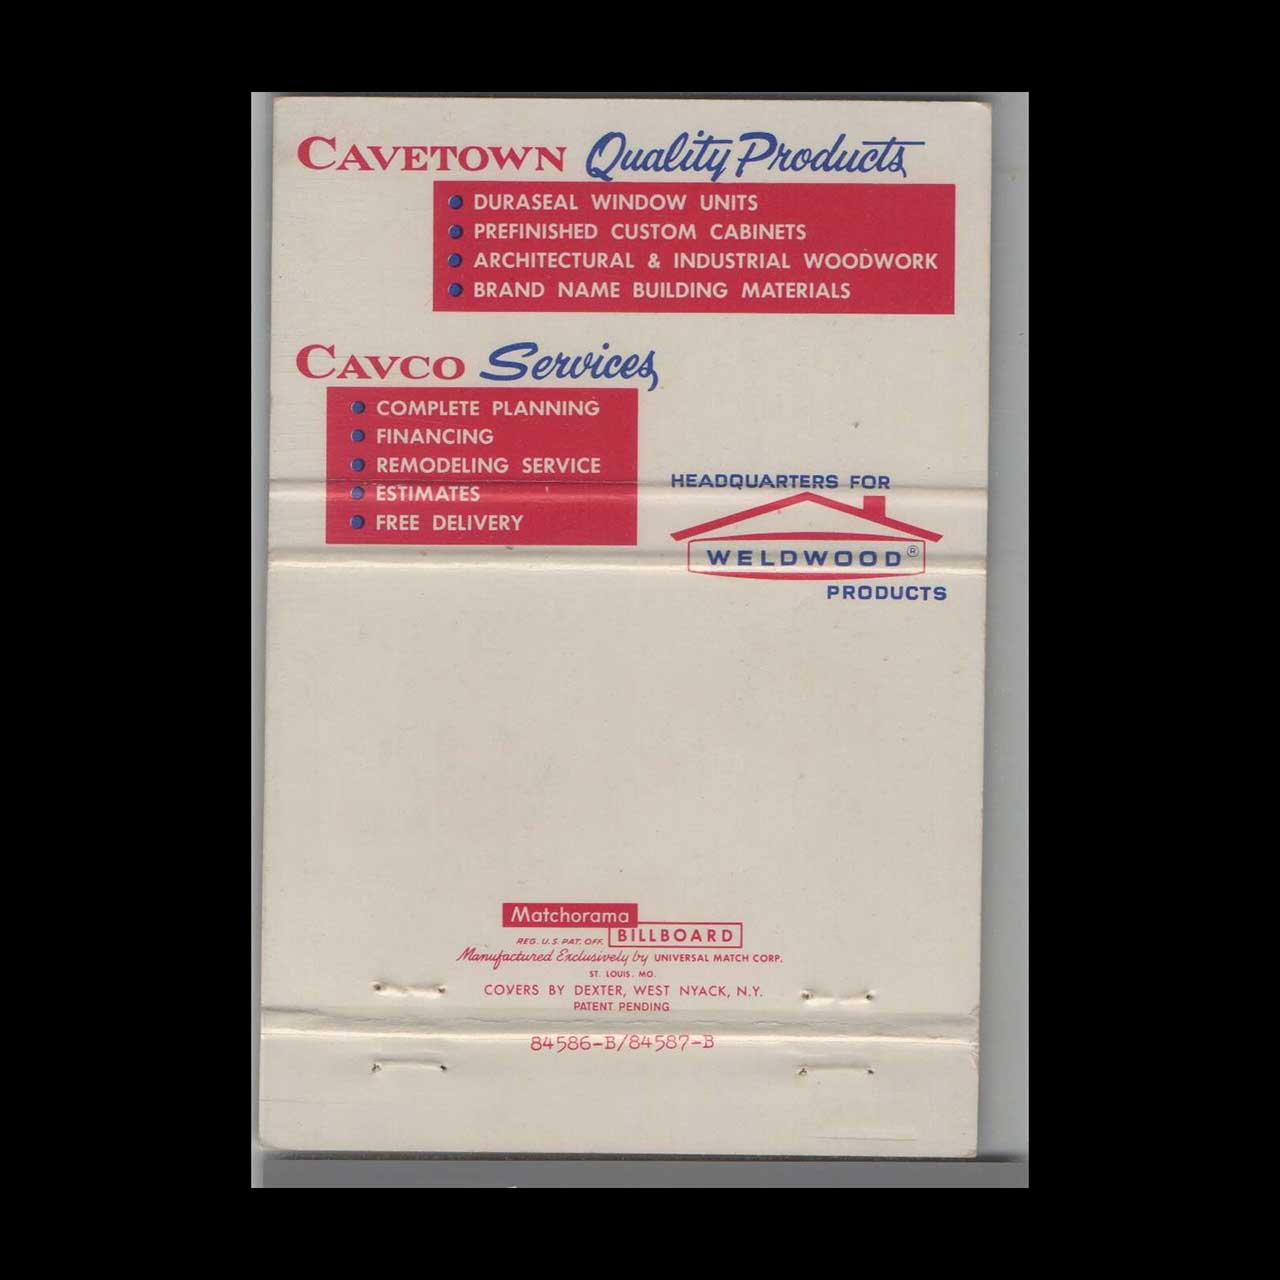 CAVETOWN Quality Products
DURASEAL WINDOW UNITS
PREFINISHED CUSTOM CABINETS
ARCHITECTURAL & INDUSTRIAL WOODWORK
BRAND NAME BUILDING MATERIALS
CAVCO Services
COMPLETE PLANNING
FINANCING
REMODELING SERVICE
ESTIMATES
FREE DELIVERY
HEADQUARTERS FOR
WELDWOOD®
PRODUCTS
Matchorama
REG. U.S. PAT. OFF. BILLBOARD
Manufactured Exclusively by UNIVERSAL MATCH CORP.
ST. LOUIS. MO.
COVERS BY DEXTER, WEST NYACK, N.Y.
PATENT PENDING
84586-B/84587-B